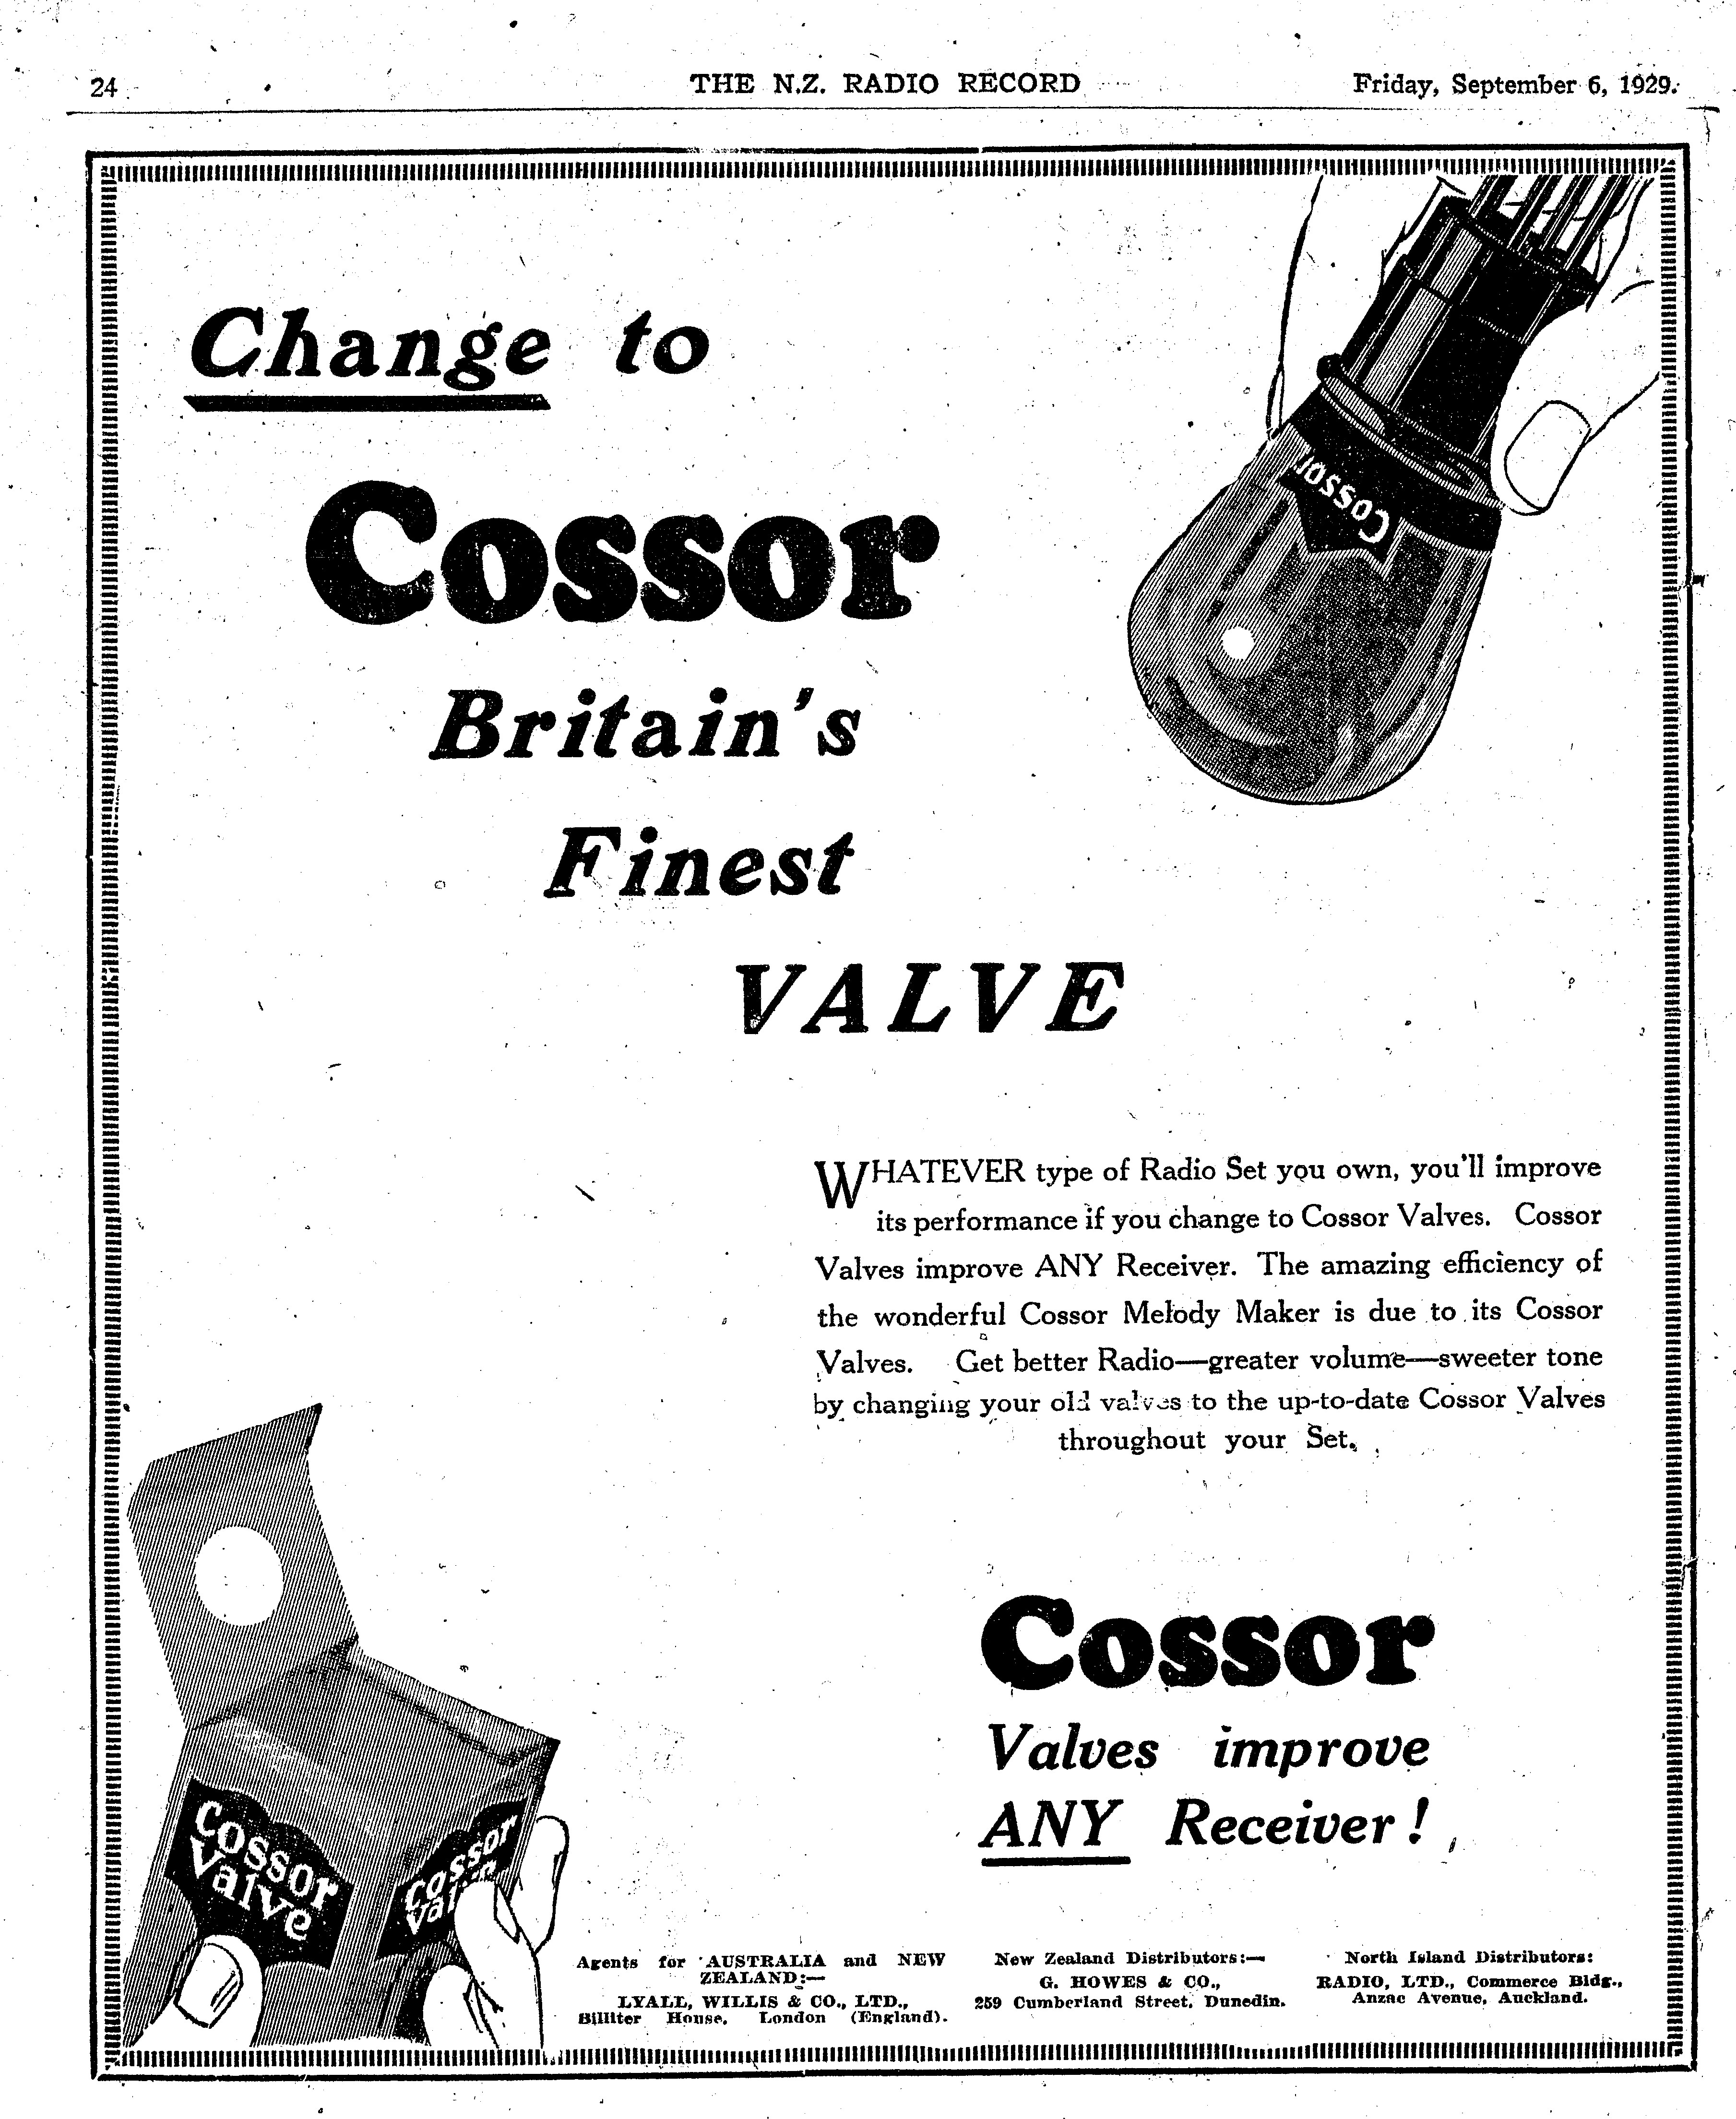 24
THE N.Z. RADIO RECORD
Friday, September 6, 1929.
Change to
Cossor
Cossor
Britain's
Finest
VALVE
WHATEVER type of Radio Set you own, you'll improve
its performance if you change to Cossor Valves. Cossor
Valves improve ANY Receiver. The amazing efficiency of
the wonderful Cossor Melody Maker is due to its Cossor
Valves. Get better Radio—greater volume—sweeter tone
by changing your old valves to the up-to-date Cossor Valves
throughout your Set.
Cossor
Valves improve
ANY Receiver!
Cossor
Valve
Cossor
Agents for AUSTRALIA and NEW
ZEALAND:—
LYALL, WILLIS & CO., LTD.,
Billiter House, London (England).
New Zealand Distributors:—
G. HOWES & CO.,
259 Cumberland Street, Dunedin.
North Island Distributors:
RADIO, LTD., Commerce Bldg.,
Anzac Avenue, Auckland.